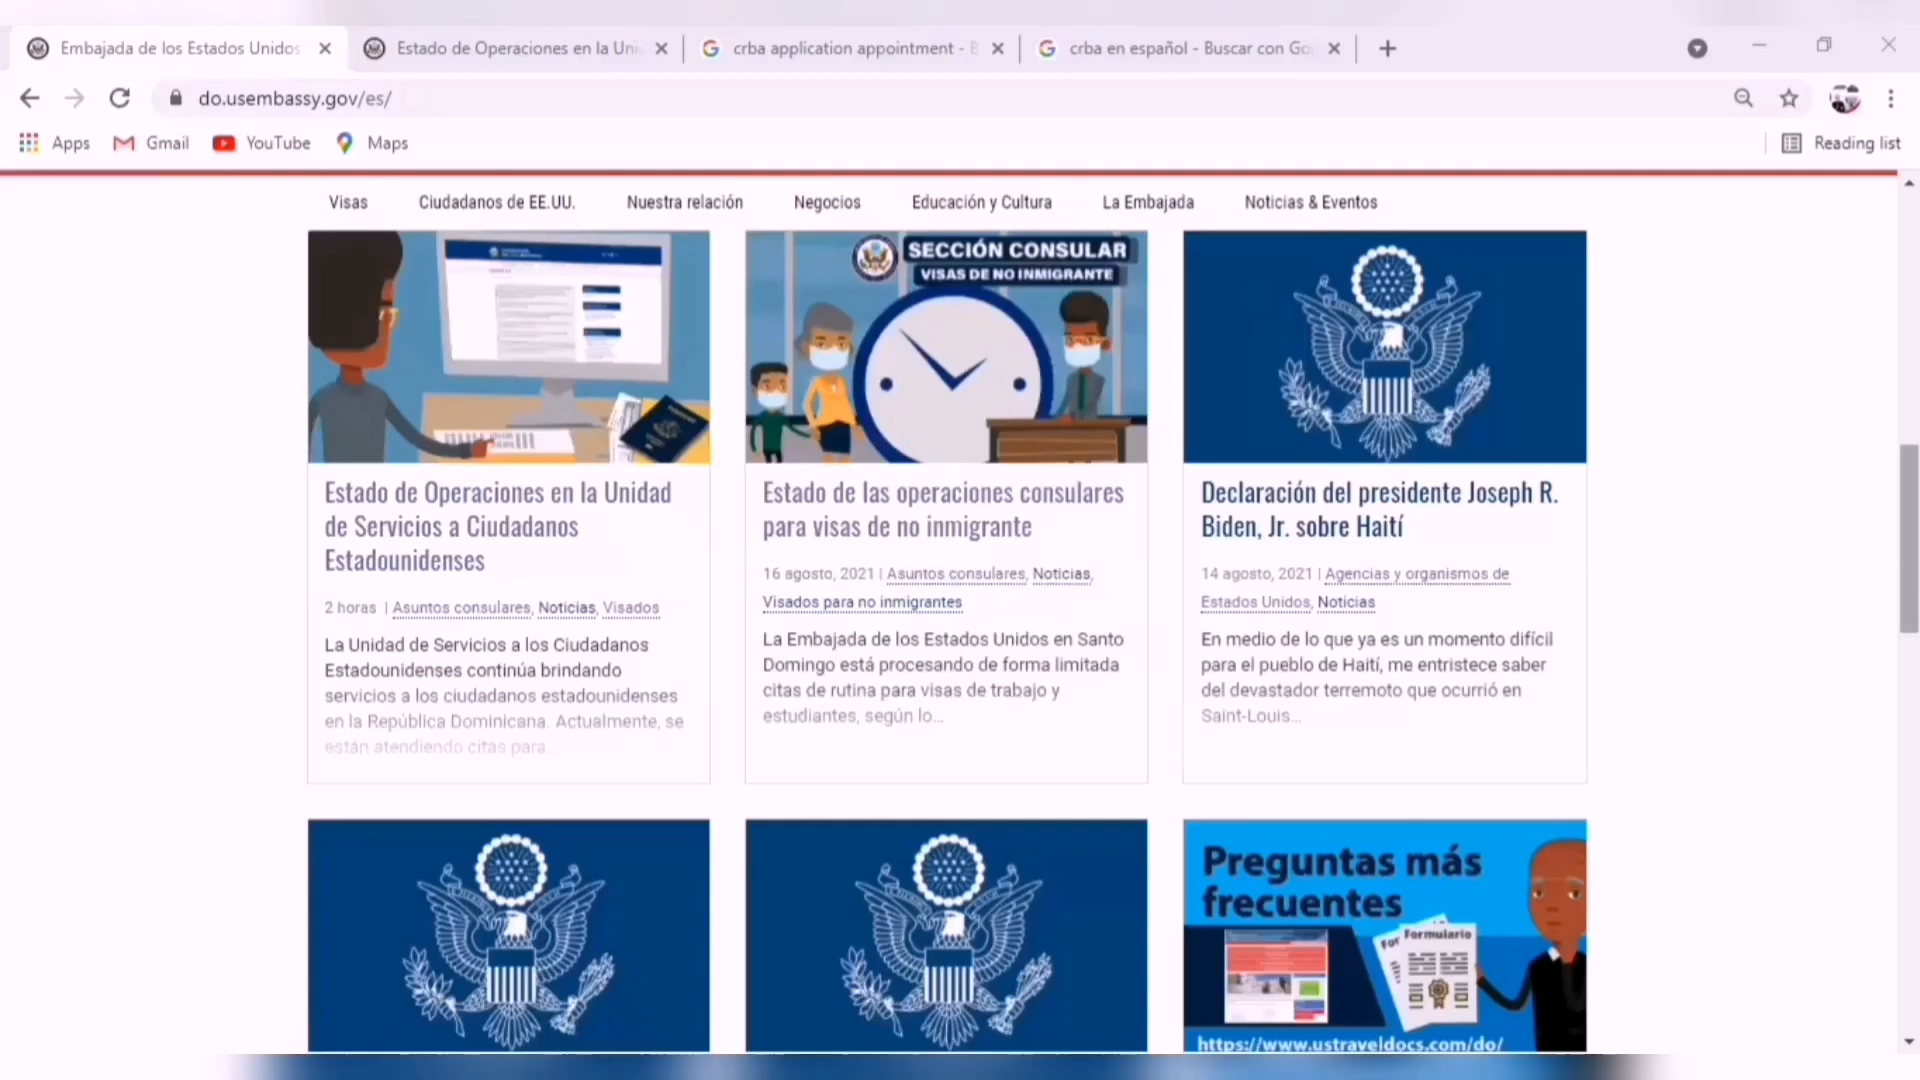 Embajada de los Estados Unidos
Estado de Operaciones en la Uni
crba application appointment - B
crba en español - Buscar con Go
do.usembassy.gov/es/
Apps
Gmail
YouTube
Maps
Reading list
Visas
Ciudadanos de EE.UU.
Nuestra relación
Negocios
Educación y Cultura
La Embajada
Noticias & Eventos
Estado de Operaciones en la Unidad
de Servicios a Ciudadanos
Estadounidenses
2 horas | Asuntos consulares, Noticias, Visados
La Unidad de Servicios a los Ciudadanos
Estadounidenses continúa brindando
servicios a los ciudadanos estadounidenses
en la República Dominicana. Actualmente, se
están atendiendo citas para...
SECCIÓN CONSULAR
VISAS DE NO INMIGRANTE
Estado de las operaciones consulares
para visas de no inmigrante
16 agosto, 2021 | Asuntos consulares, Noticias,
Visados para no inmigrantes
La Embajada de los Estados Unidos en Santo
Domingo está procesando de forma limitada
citas de rutina para visas de trabajo y
estudiantes, según lo...
Declaración del presidente Joseph R.
Biden, Jr. sobre Haití
14 agosto, 2021 | Agencias y organismos de
Estados Unidos, Noticias
En medio de lo que ya es un momento difícil
para el pueblo de Haití, me entristece saber
del devastador terremoto que ocurrió en
Saint-Louis...
Preguntas más
frecuentes
For
Formulario
https://www.ustraveldocs.com/do/